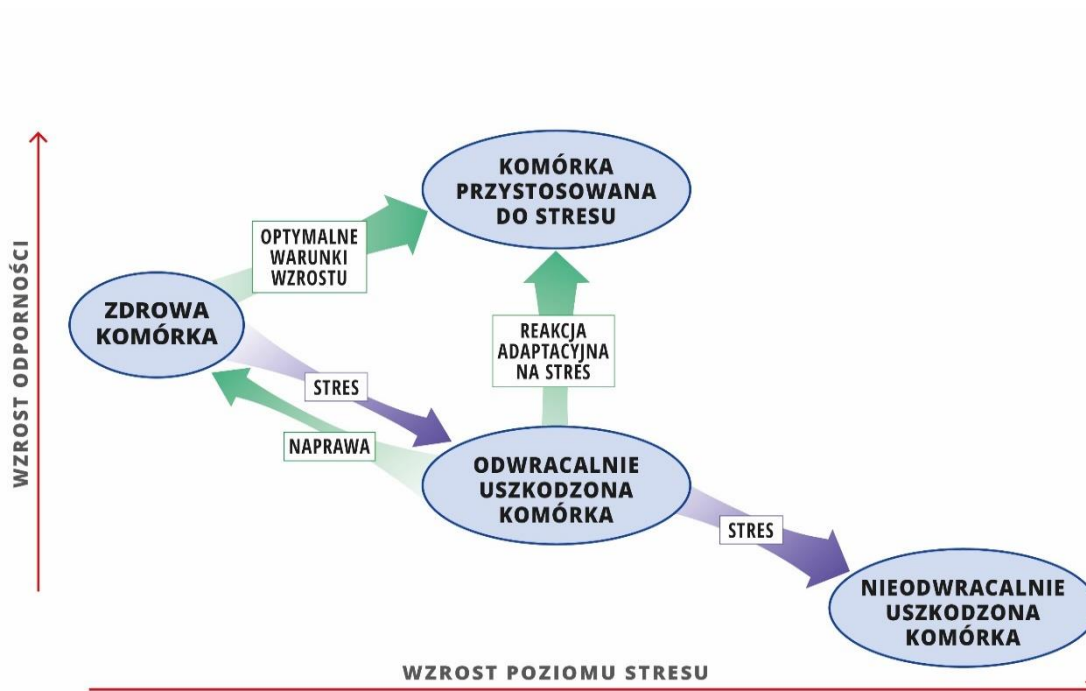 KOMÓRKA
PRZYSTOSOWANA
DO STRESU
OPTYMALNE
WARUNKI
WZROSTU
ZDROWA
KOMÓRKA
REAKCJA
ADAPTACYJNA
NA STRES
STRES
NAPRAWA
ODWRACALNIE
USZKODZONA
KOMÓRKA
STRES
NIEODWRACALNIE
USZKODZONA
KOMÓRKA
WZROST ODPORNOŚCI
WZROST POZIOMU STRESU